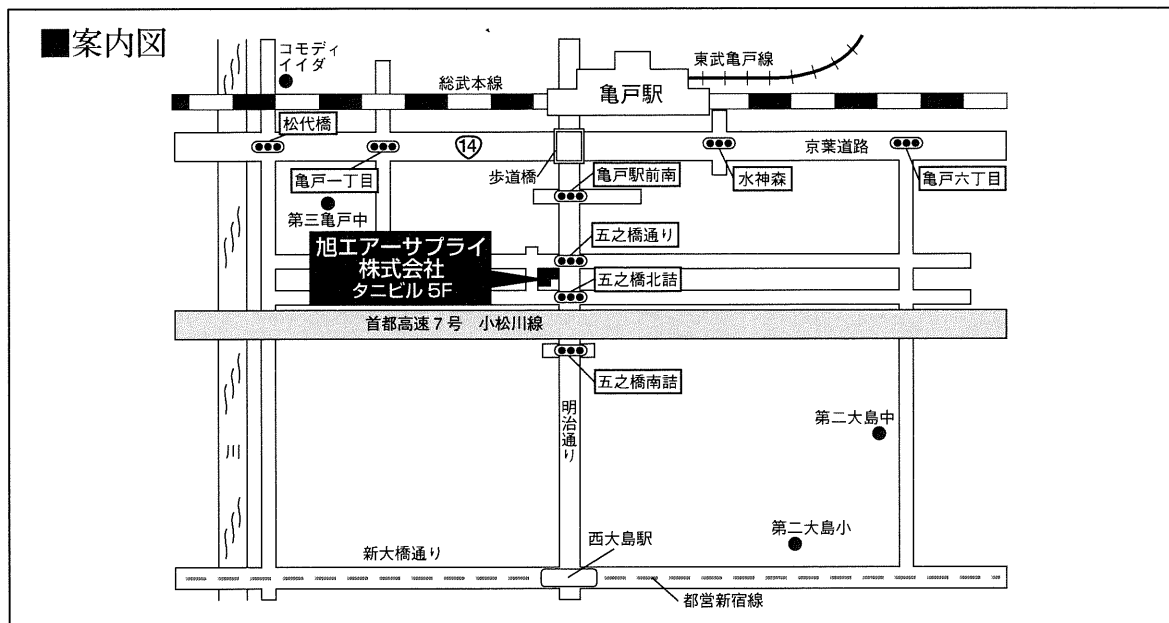 ■案内図
コモディ
イイダ
東武亀戸線
総武本線
亀戸駅
松代橋
14
京葉道路
亀戸一丁目
歩道橋
亀戸駅前南
水神森
亀戸六丁目
第三亀戸中
五之橋通り
旭エアーサプライ
株式会社
タニビル 5F
五之橋北詰
首都高速7号 小松川線
五之橋南詰
明治通り
第二大島中
川
第二大島小
西大島駅
新大橋通り
都営新宿線